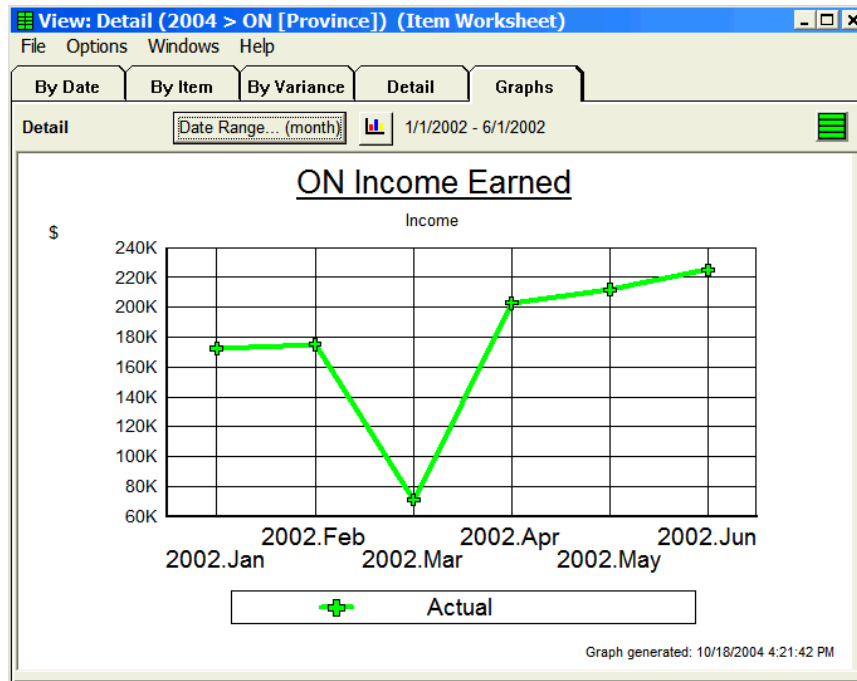 View: Detail (2004 > ON [Province]) (Item Worksheet)
File Options Windows Help
By Date By Item By Variance Detail Graphs
Detail Date Range... (month) 1/1/2002 - 6/1/2002
ON Income Earned
Income
$
240K
220K
200K
180K
160K
140K
120K
100K
80K
60K
2002.Feb 2002.Apr 2002.Jun
2002.Jan 2002.Mar 2002.May
Actual
Graph generated: 10/18/2004 4:21:42 PM